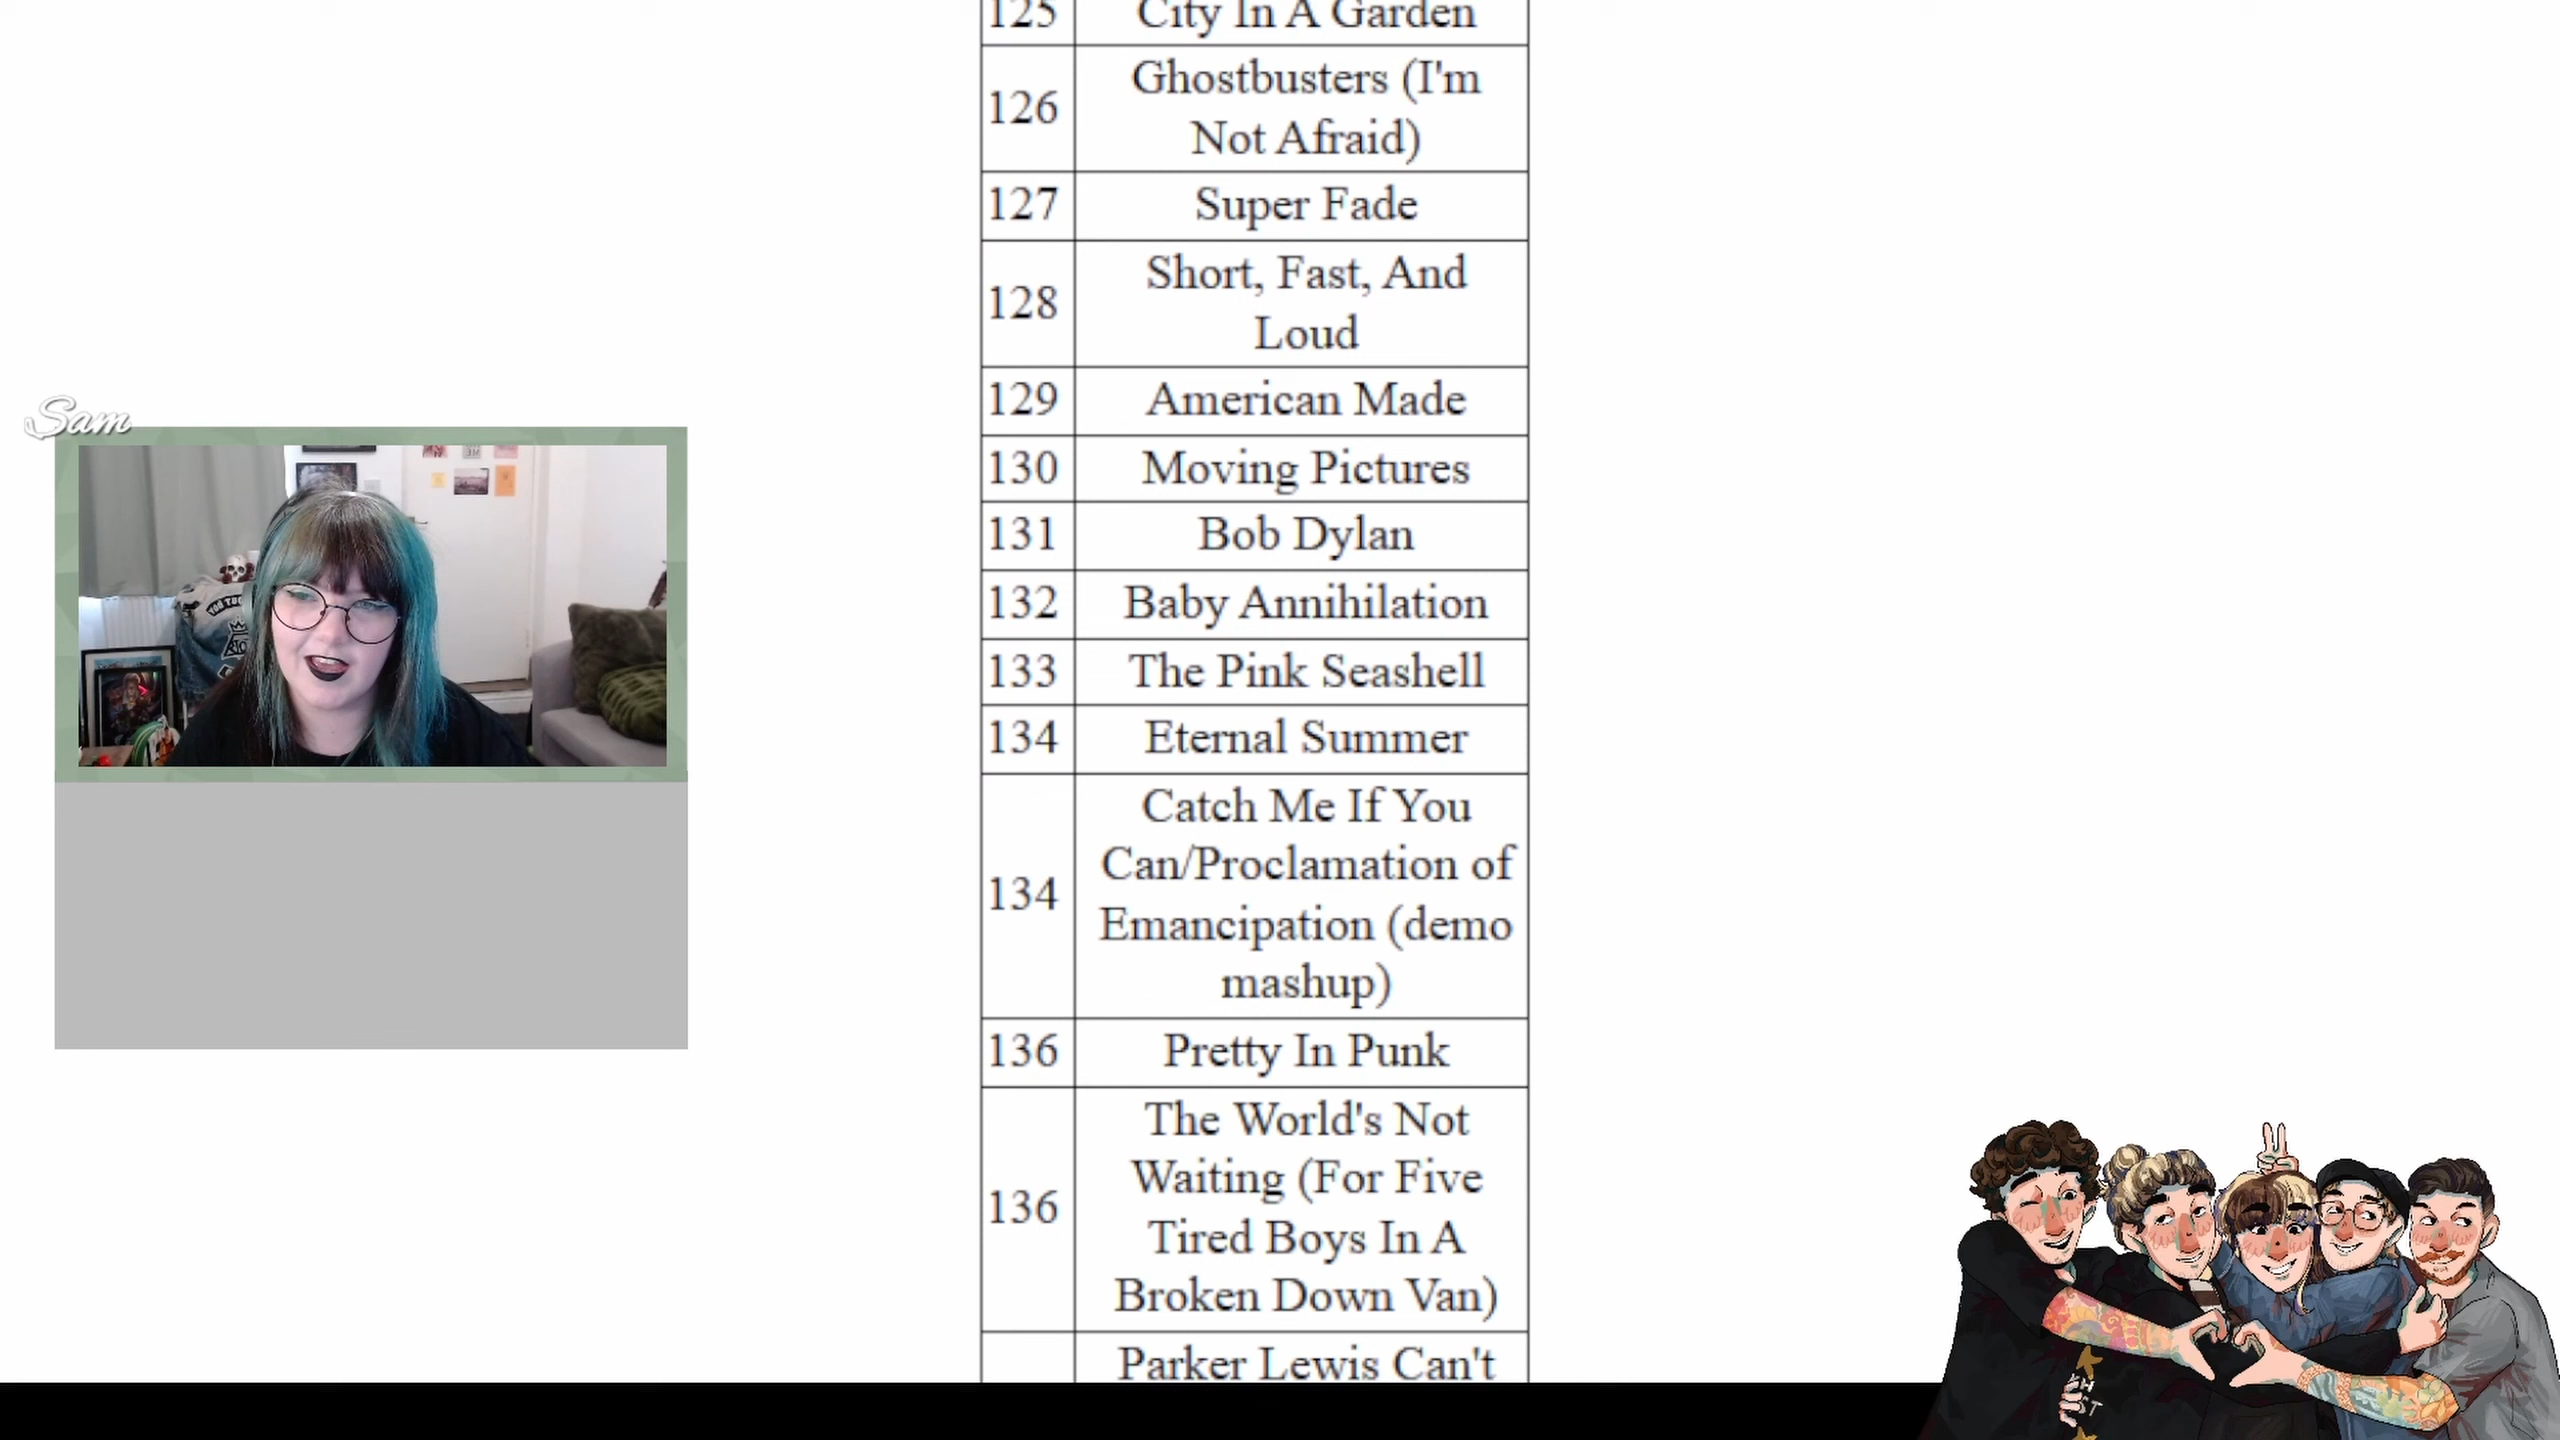 125 City In A Garden
126 Ghostbusters (I'm
Not Afraid)
127 Super Fade
128 Short, Fast, And
Loud
129 American Made
130 Moving Pictures
131 Bob Dylan
132 Baby Annihilation
133 The Pink Seashell
134 Eternal Summer
134 Catch Me If You
Can/Proclamation of
Emancipation (demo
mashup)
136 Pretty In Punk
136 The World's Not
Waiting (For Five
Tired Boys In A
Broken Down Van)
Parker Lewis Can't
Sam